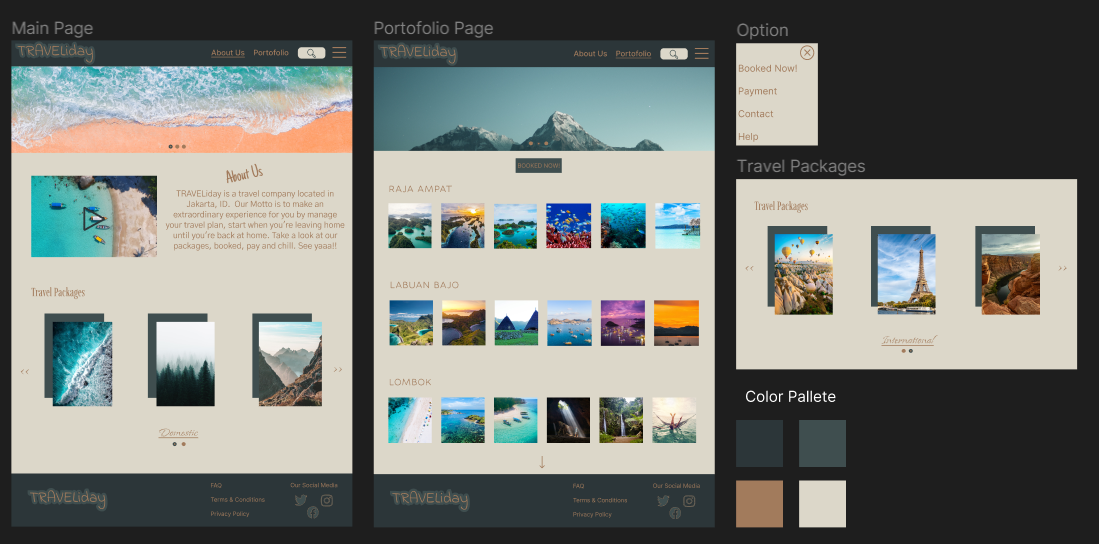 Main Page
TRAVELiday
About Us
Portofolio
About Us
TRAVELiday is a travel company located in
Jakarta, ID. Our Motto is to make an
extraordinary experience for you by manage
your travel plan, start when you're leaving home
until you're back at home. Take a look at our
packages, booked, pay and chill. See yaaa!!
Travel Packages
<<
>>
Domestic
TRAVELiday
FAQ
Terms & Conditions
Privacy Policy
Our Social Media
Portofolio Page
TRAVELiday
About Us
Portofolio
BOOKED NOW!
RAJA AMPAT
LABUAN BAJO
LOMBOK
TRAVELiday
FAQ
Terms & Conditions
Privacy Policy
Our Social Media
Option
Booked Now!
Payment
Contact
Help
Travel Packages
Travel Packages
<<
>>
International
Color Pallete